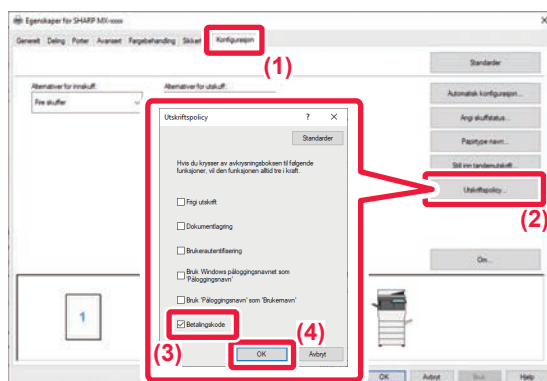 Egenskaper for SHARP MX-xxxx
Generelt Deling Porter Avansert Fargebehandling Sikkerhet Konfigurasjon
(1)
Standarder
Alternativer for innskuff:
Alternativer for utskuff:
Fire skuffer
Automatisk konfigurasjon...
Angi skuffstatus...
Papirtype navn...
Still inn tandemutskrift...
Utskriftspolicy...
(2)
Om...
Utskriftspolicy ? ×
Standarder
Hvis du krysser av avkrysningsboksen til følgende
funksjoner, vil den funksjonen alltid tre i kraft.
Frigi utskrift
Dokumentlagring
Brukerautentifisering
Bruk Windows påloggingsnavnet som
'Påloggingsnavn'
Bruk 'Påloggingsnavn' som 'Brukernavn'
Betalingskode
(3)
(4)
OK Avbryt
1
OK Avbryt Bruk Hjelp